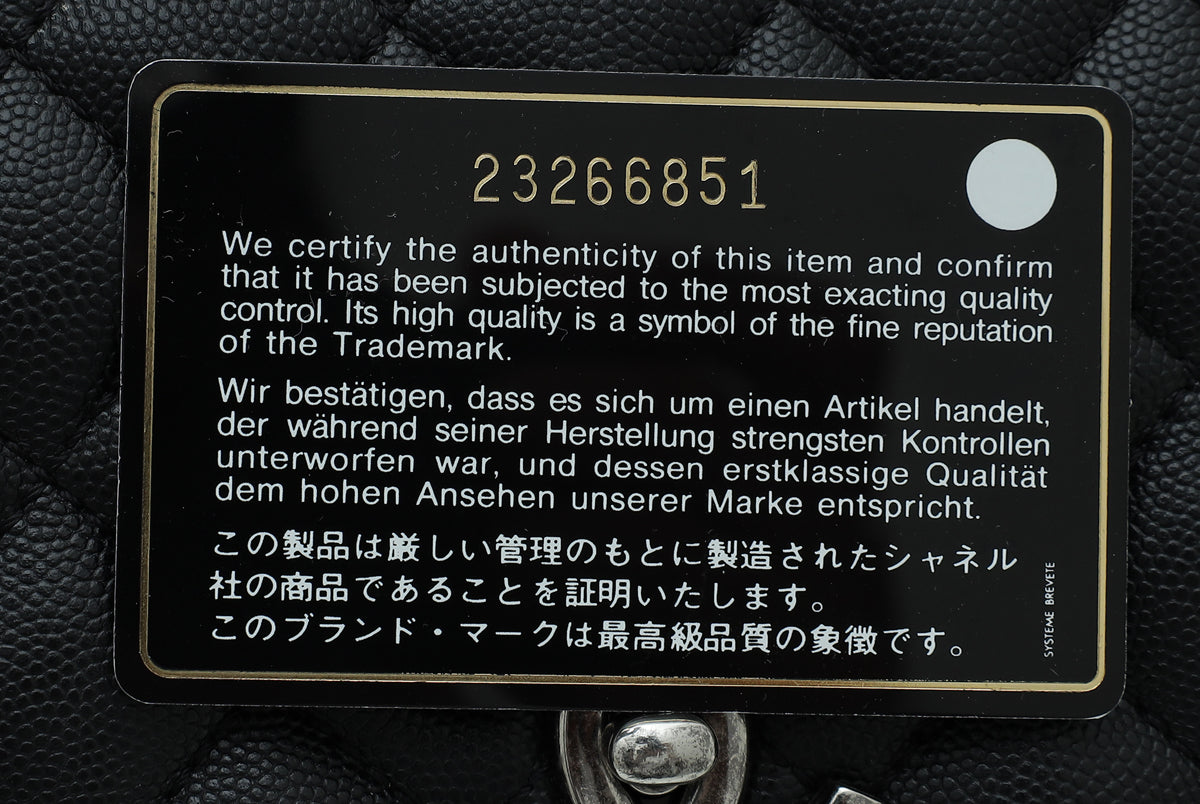 23266851
We certify the authenticity of this item and confirm
that it has been subjected to the most exacting quality
control. Its high quality is a symbol of the fine reputation
of the Trademark.
Wir bestätigen, dass es sich um einen Artikel handelt,
der während seiner Herstellung strengsten Kontrollen
unterworfen war, und dessen erstklassige Qualität
dem hohen Ansehen unserer Marke entspricht.
この製品は厳しい管理のもとに製造されたシャネル
社の商品であることを証明いたします。
このブランド・マークは最高級品質の象徴です。
SYSTEME BREVETE